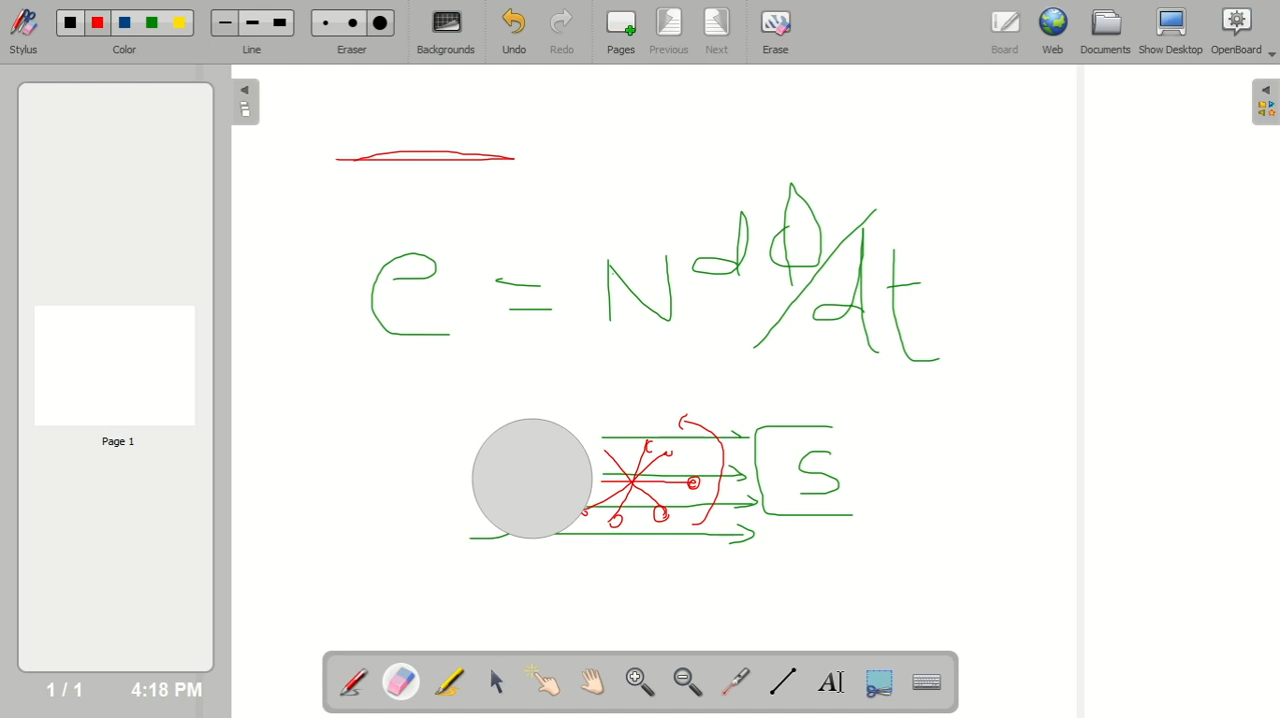 Stylus Color Line Eraser Backgrounds Undo Redo Pages Previous Next Erase Board Web Documents Show Desktop OpenBoard
e = N dϕ/dt
S
Page 1
1 / 1 4:18 PM